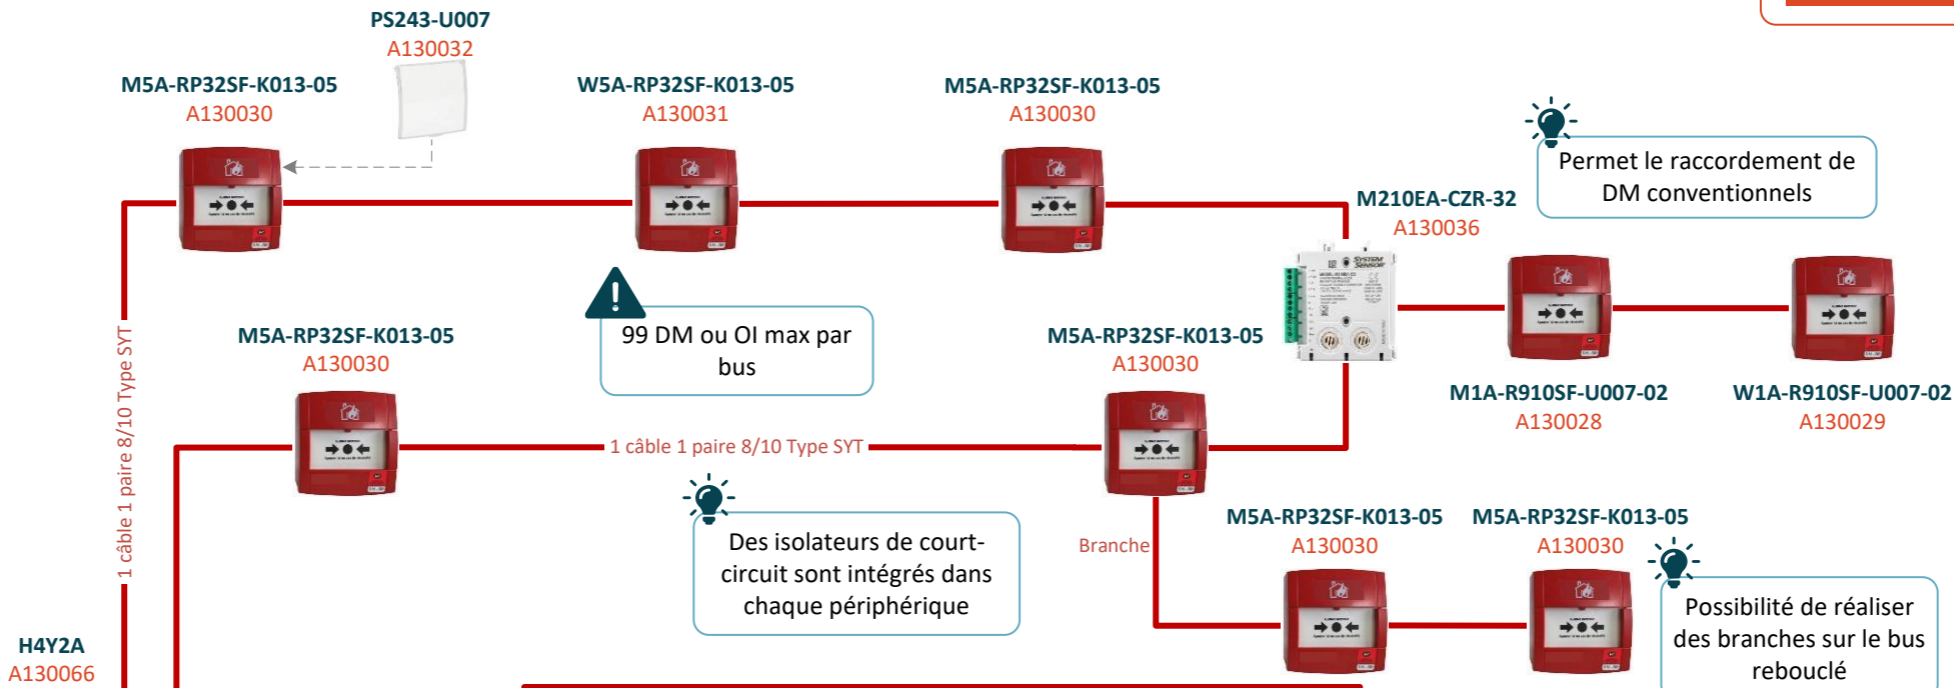 PS243-U007
A130032
M5A-RP32SF-K013-05
A130030
W5A-RP32SF-K013-05
A130031
M5A-RP32SF-K013-05
A130030
Permet le raccordement de
DM conventionnels
M210EA-CZR-32
A130036
SYSTEM
SENSOR
99 DM ou OI max par
bus
M5A-RP32SF-K013-05
A130030
M5A-RP32SF-K013-05
A130030
M1A-R910SF-U007-02
A130028
W1A-R910SF-U007-02
A130029
1 câble 1 paire 8/10 Type SYT
1 câble 1 paire 8/10 Type SYT
Des isolateurs de court-
circuit sont intégrés dans
chaque périphérique
Branche
M5A-RP32SF-K013-05
A130030
M5A-RP32SF-K013-05
A130030
Possibilité de réaliser
des branches sur le bus
rebouclé
H4Y2A
A130066